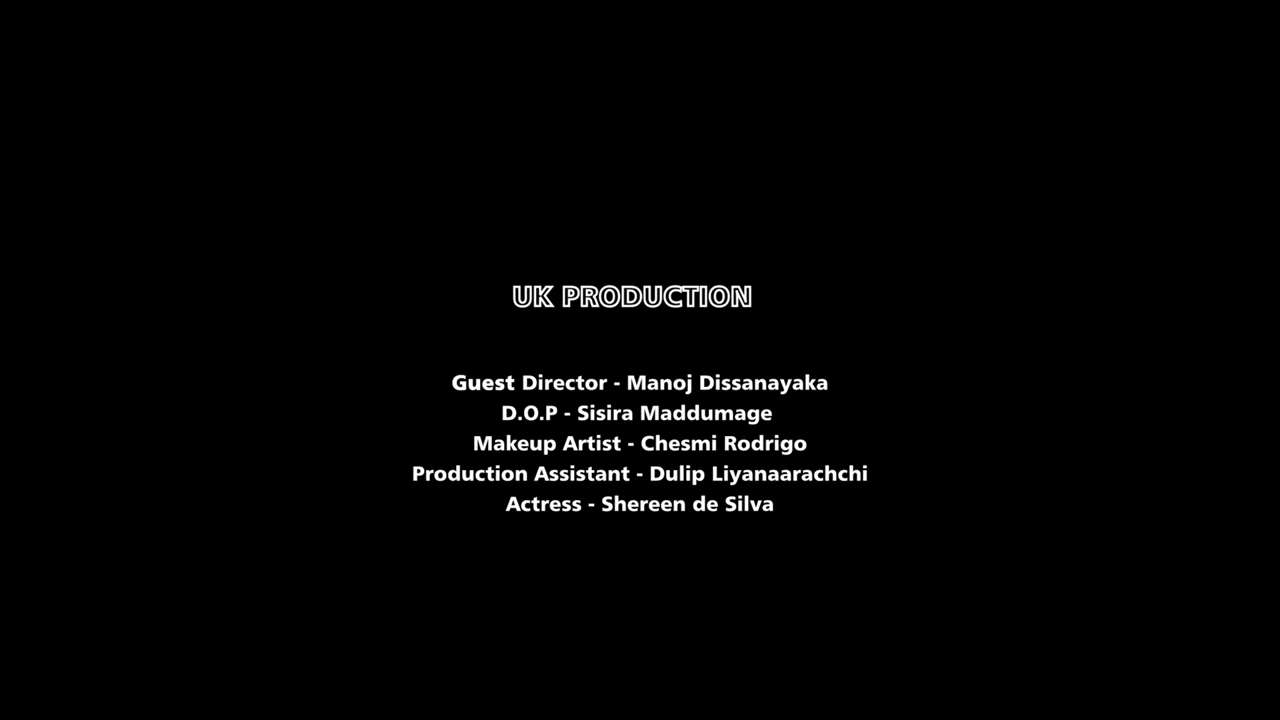 UK PRODUCTION
Guest Director - Manoj Dissanayaka
D.O.P - Sisira Maddumage
Makeup Artist - Chesmi Rodrigo
Production Assistant - Dulip Liyanaarachchi
Actress - Shereen de Silva